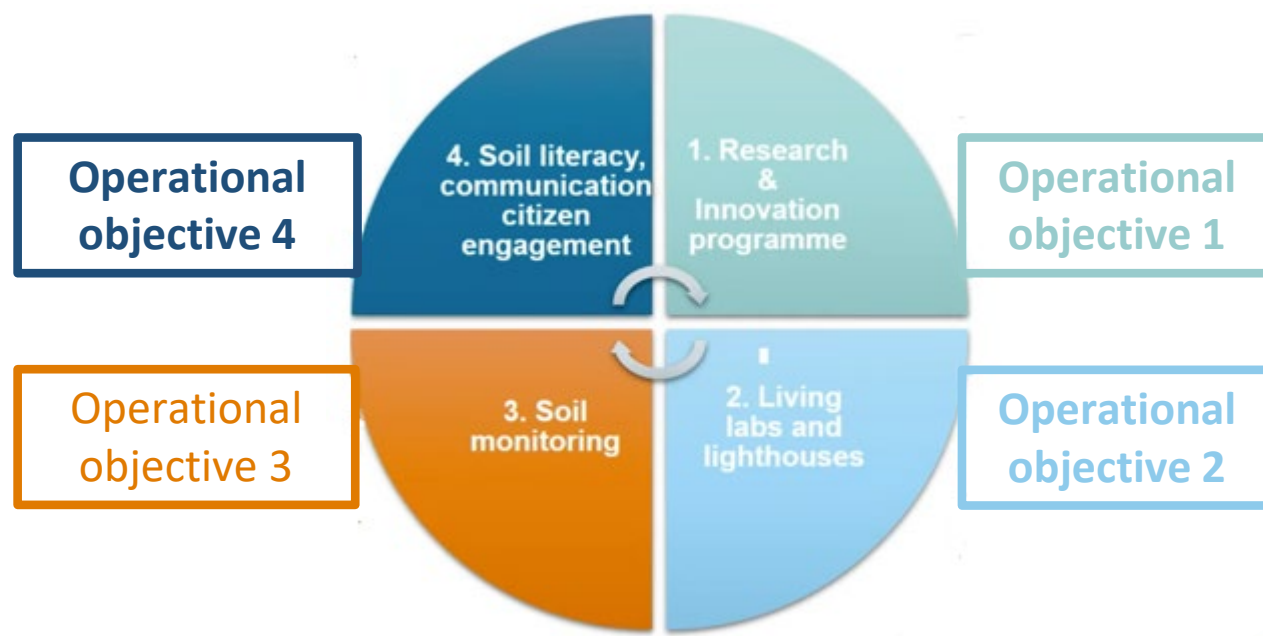 Operational
objective 4
4. Soil literacy,
communication
citizen
engagement
1. Research
&
Innovation
programme
Operational
objective 1
Operational
objective 3
3. Soil
monitoring
2. Living
labs and
lighthouses
Operational
objective 2